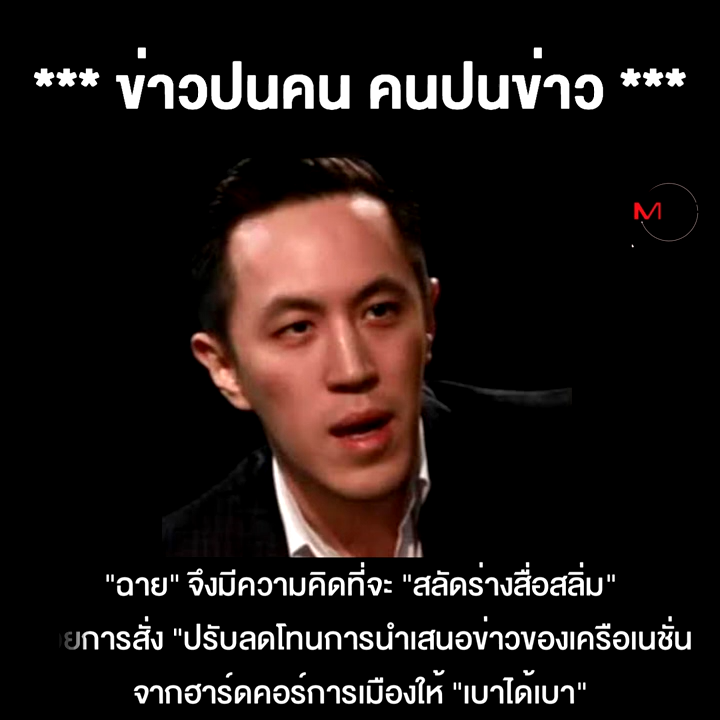 *** ข่าวปนคน คนปนข่าว ***
M
"ฉาย" จึงมีความคิดที่จะ "สลัดร่างสื่อสลิ่ม"
ยการสั่ง "ปรับลดโทนการนำเสนอข่าวของเครือเนชั่น
จากฮาร์ดคอร์การเมืองให้ "เบาได้เบา"